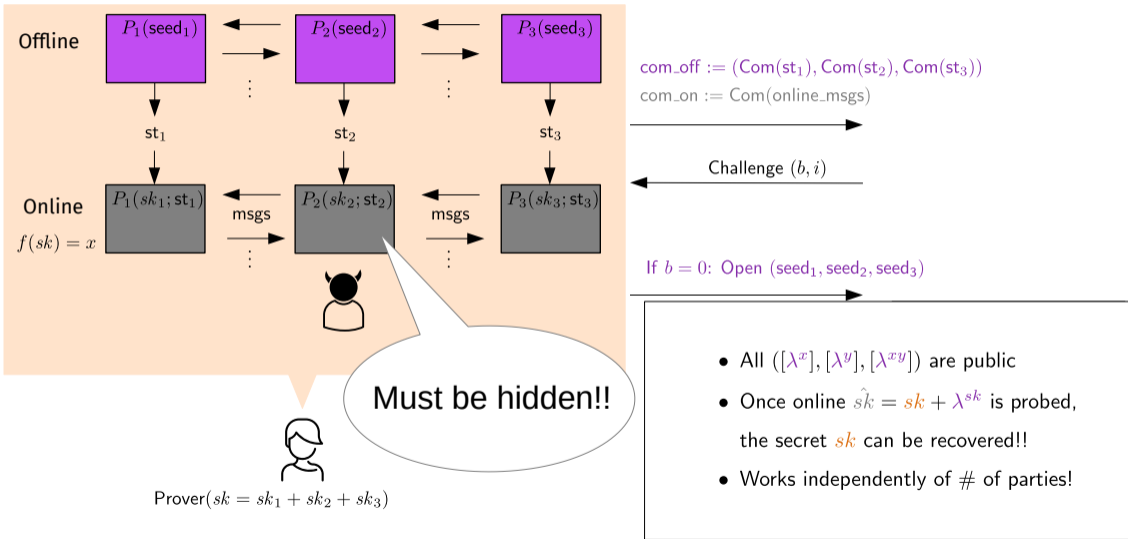 Offline
P₁(seed₁)
P₂(seed₂)
P₃(seed₃)
⋮
⋮
st₁
st₂
st₃
Online
f(sk) = x
P₁(sk₁; st₁)
msgs
⋮
P₂(sk₂; st₂)
msgs
⋮
P₃(sk₃; st₃)
Must be hidden!!
Prover(sk = sk₁ + sk₂ + sk₃)
com_off := (Com(st₁), Com(st₂), Com(st₃))
com_on := Com(online_msgs)
Challenge (b, i)
If b = 0: Open (seed₁, seed₂, seed₃)
• All ([λˣ], [λʸ], [λˣʸ]) are public
• Once online ŝk = sk + λˢᵏ is probed,
the secret sk can be recovered!!
• Works independently of # of parties!